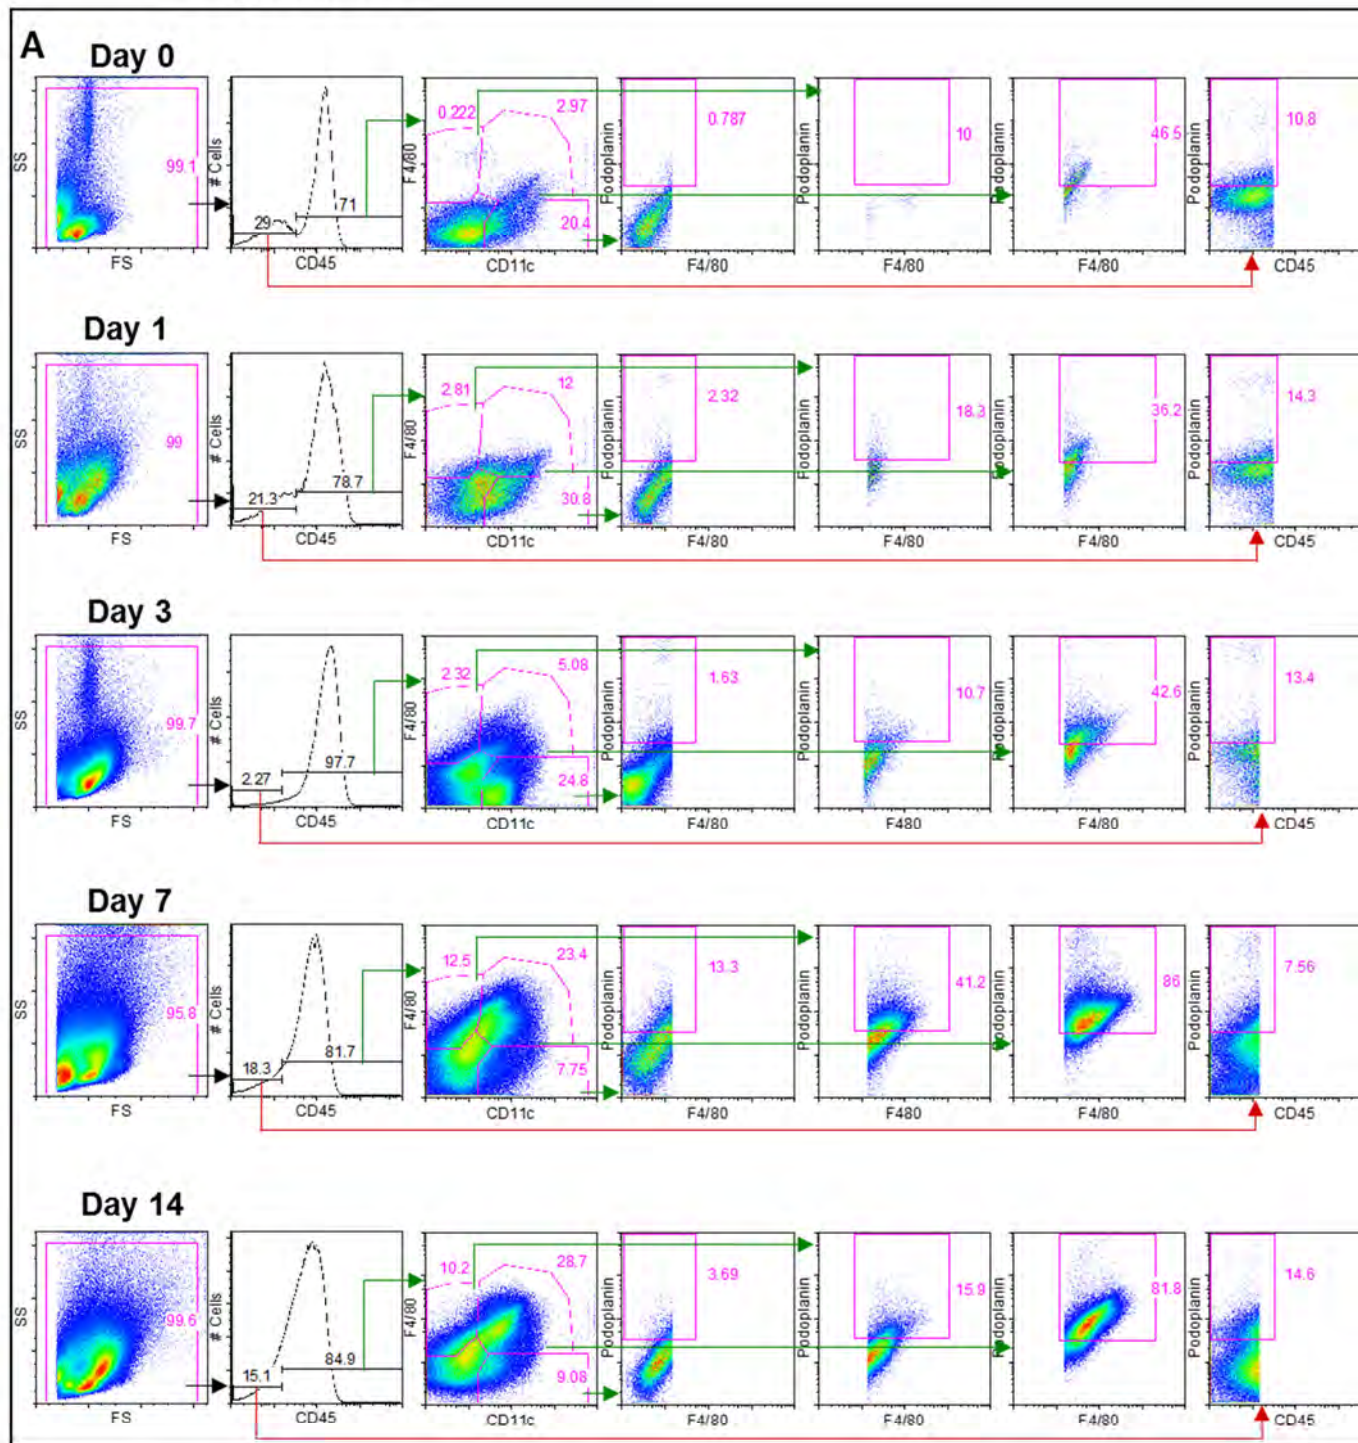 A
Day 0
SS
99.1
FS
# Cells
29
71
CD45
F4/80
0.222
2.97
20.4
CD11c
Podoplanin
0.787
F4/80
Podoplanin
10
F4/80
Podoplanin
46.5
F4/80
Podoplanin
10.8
CD45
Day 1
SS
99
FS
# Cells
21.3
78.7
CD45
F4/80
2.81
12
30.8
CD11c
Podoplanin
2.32
F4/80
Podoplanin
18.3
F4/80
Podoplanin
36.2
F4/80
Podoplanin
14.3
CD45
Day 3
SS
99.7
FS
# Cells
2.27
97.7
CD45
F4/80
2.32
5.08
24.8
CD11c
Podoplanin
1.63
F4/80
Podoplanin
10.7
F480
Podoplanin
42.6
F4/80
Podoplanin
13.4
CD45
Day 7
SS
95.8
FS
# Cells
18.3
81.7
CD45
F4/80
12.5
23.4
7.75
CD11c
Podoplanin
13.3
F4/80
Podoplanin
41.2
F480
Podoplanin
86
F4/80
Podoplanin
7.56
CD45
Day 14
SS
99.6
FS
# Cells
15.1
84.9
CD45
F4/80
10.2
28.7
9.08
CD11c
Podoplanin
3.69
F4/80
Podoplanin
15.9
F480
Podoplanin
81.8
F4/80
Podoplanin
14.6
CD45